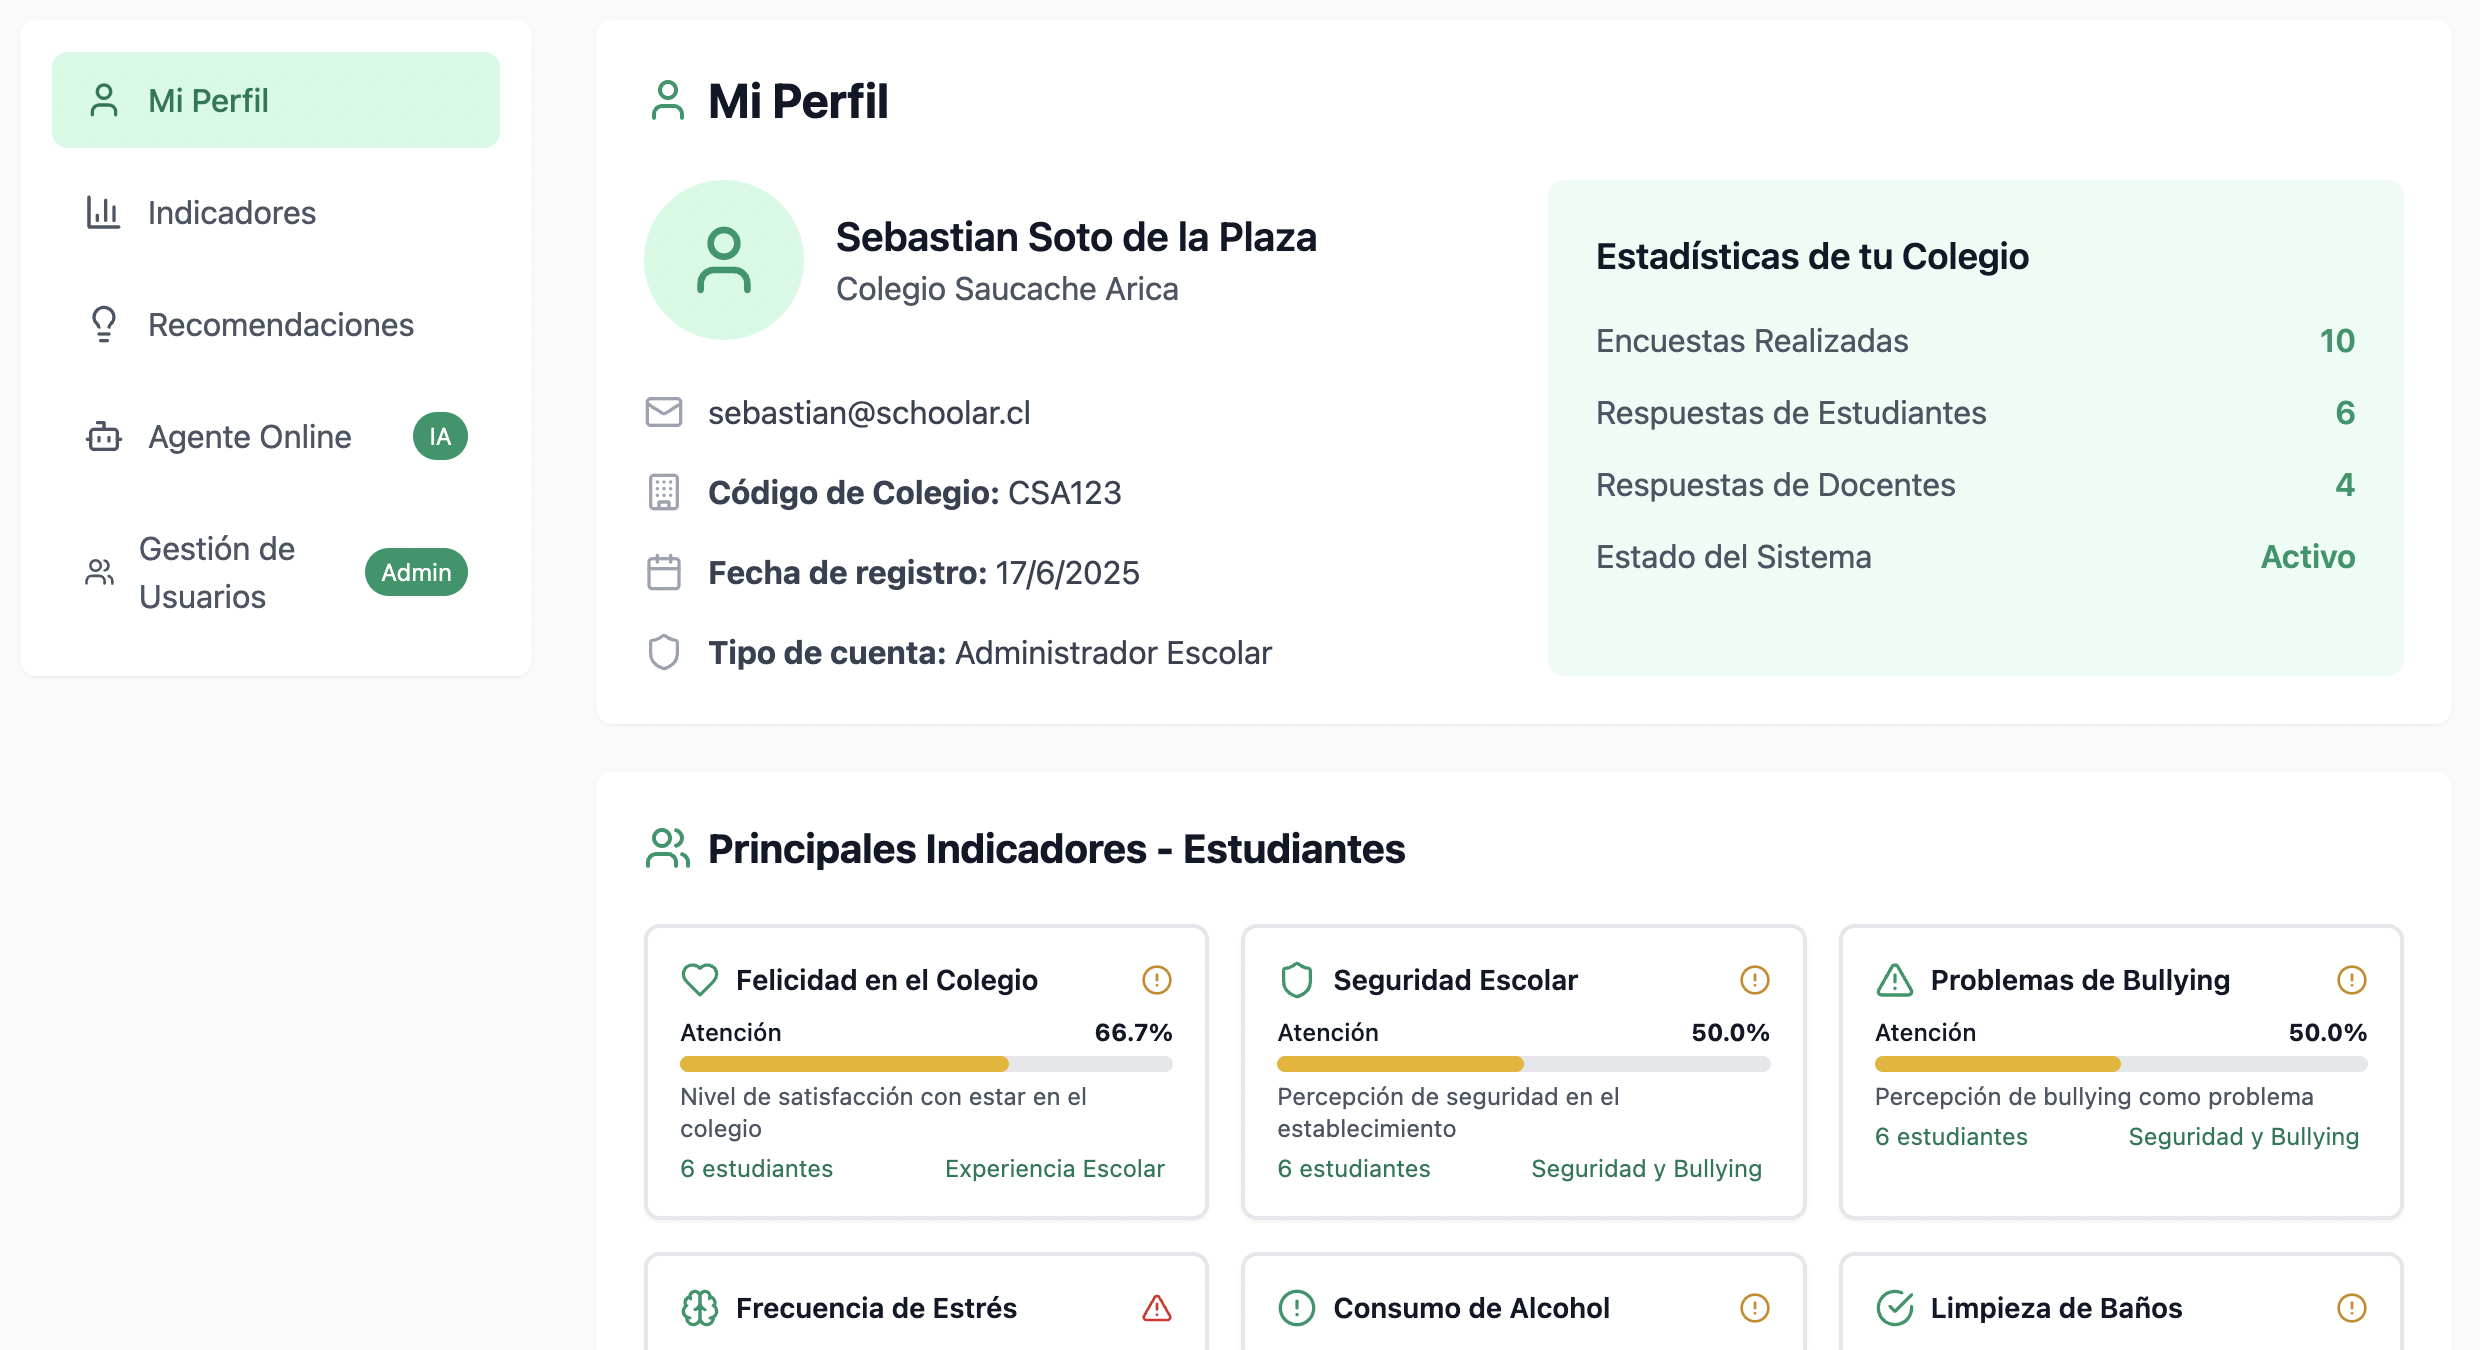 Mi Perfil
Indicadores
Recomendaciones
Agente Online
IA
Gestión de
Usuarios
Admin
Mi Perfil
Sebastian Soto de la Plaza
Colegio Saucache Arica
sebastian@schoolar.cl
Código de Colegio: CSA123
Fecha de registro: 17/6/2025
Tipo de cuenta: Administrador Escolar
Estadísticas de tu Colegio
Encuestas Realizadas 10
Respuestas de Estudiantes 6
Respuestas de Docentes 4
Estado del Sistema Activo
Principales Indicadores - Estudiantes
Felicidad en el Colegio
Atención 66.7%
Nivel de satisfacción con estar en el
colegio
6 estudiantes Experiencia Escolar
Seguridad Escolar
Atención 50.0%
Percepción de seguridad en el
establecimiento
6 estudiantes Seguridad y Bullying
Problemas de Bullying
Atención 50.0%
Percepción de bullying como problema
6 estudiantes Seguridad y Bullying
Frecuencia de Estrés
Consumo de Alcohol
Limpieza de Baños